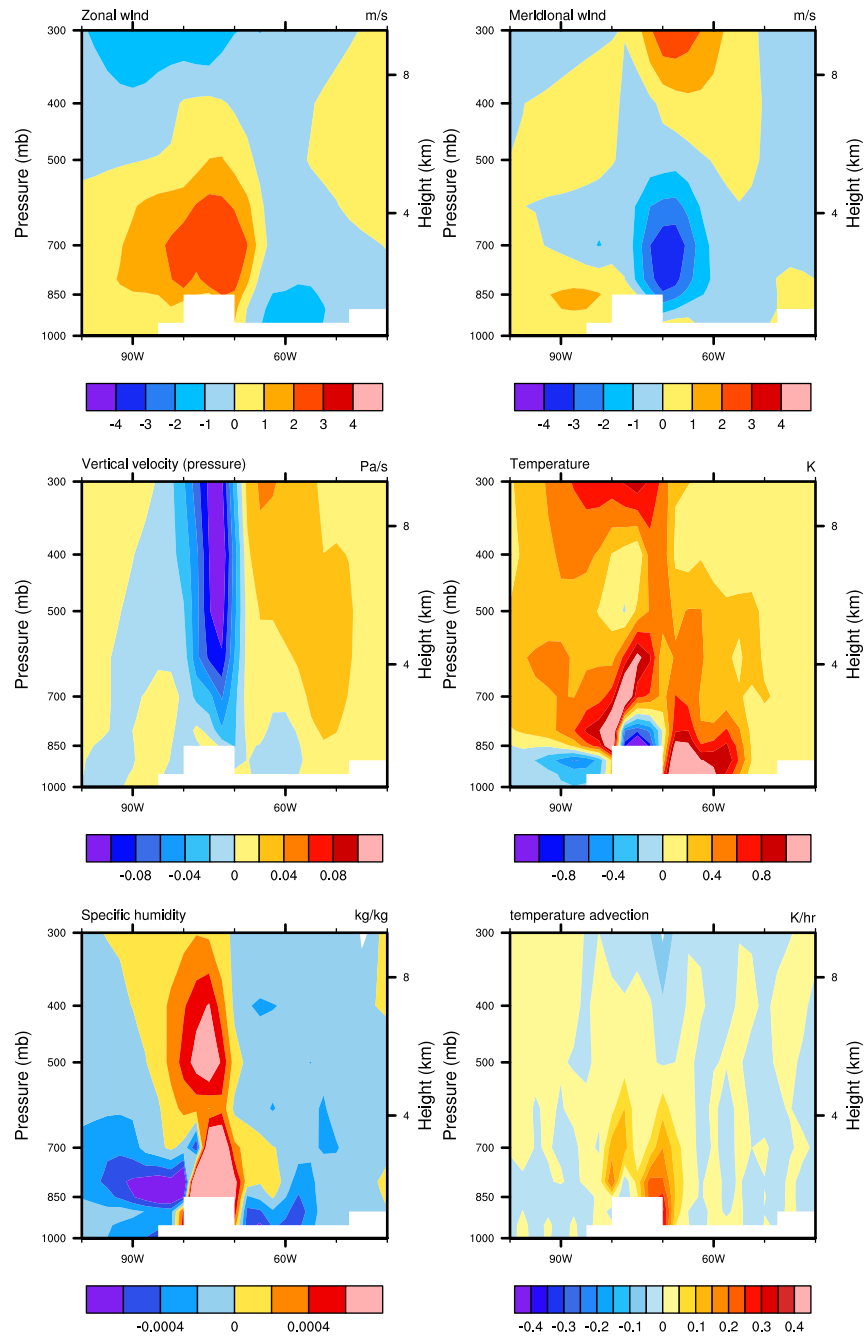 Zonal wind m/s
Meridional wind m/s
300
400
500
700
850
1000
Pressure (mb)
8
4
Height (km)
90W 60W
-4 -3 -2 -1 0 1 2 3 4
300
400
500
700
850
1000
Pressure (mb)
8
4
Height (km)
90W 60W
-4 -3 -2 -1 0 1 2 3 4
Vertical velocity (pressure) Pa/s
Temperature K
300
400
500
700
850
1000
Pressure (mb)
8
4
Height (km)
90W 60W
-0.08 -0.04 0 0.04 0.08
300
400
500
700
850
1000
Pressure (mb)
8
4
Height (km)
90W 60W
-0.8 -0.4 0 0.4 0.8
Specific humidity kg/kg
temperature advection K/hr
300
400
500
700
850
1000
Pressure (mb)
8
4
Height (km)
90W 60W
-0.0004 0 0.0004
300
400
500
700
850
1000
Pressure (mb)
8
4
Height (km)
90W 60W
-0.4 -0.3 -0.2 -0.1 0 0.1 0.2 0.3 0.4